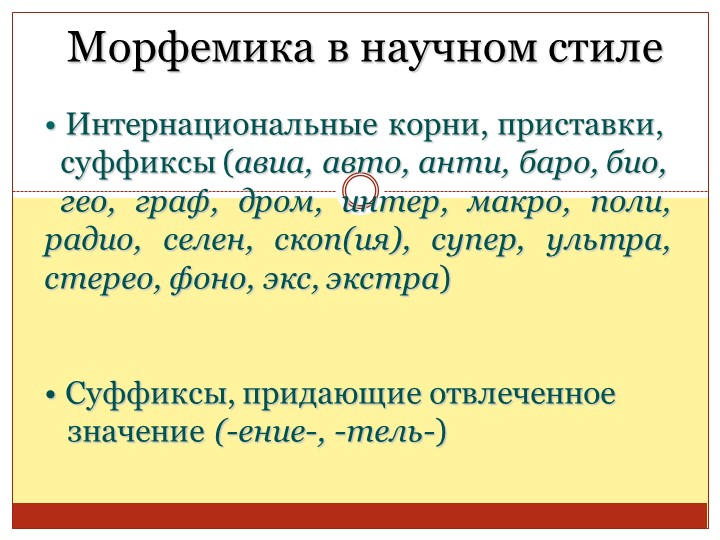 Морфемика в научном стиле
• Интернациональные корни, приставки,
суффиксы (авиа, авто, анти, баро, био,
гео, граф, дром, интер, макро, поли,
радио, селен, скоп(ия), супер, ультра,
стерео, фоно, экс, экстра)
• Суффиксы, придающие отвлеченное
значение (-ение-, -тель-)